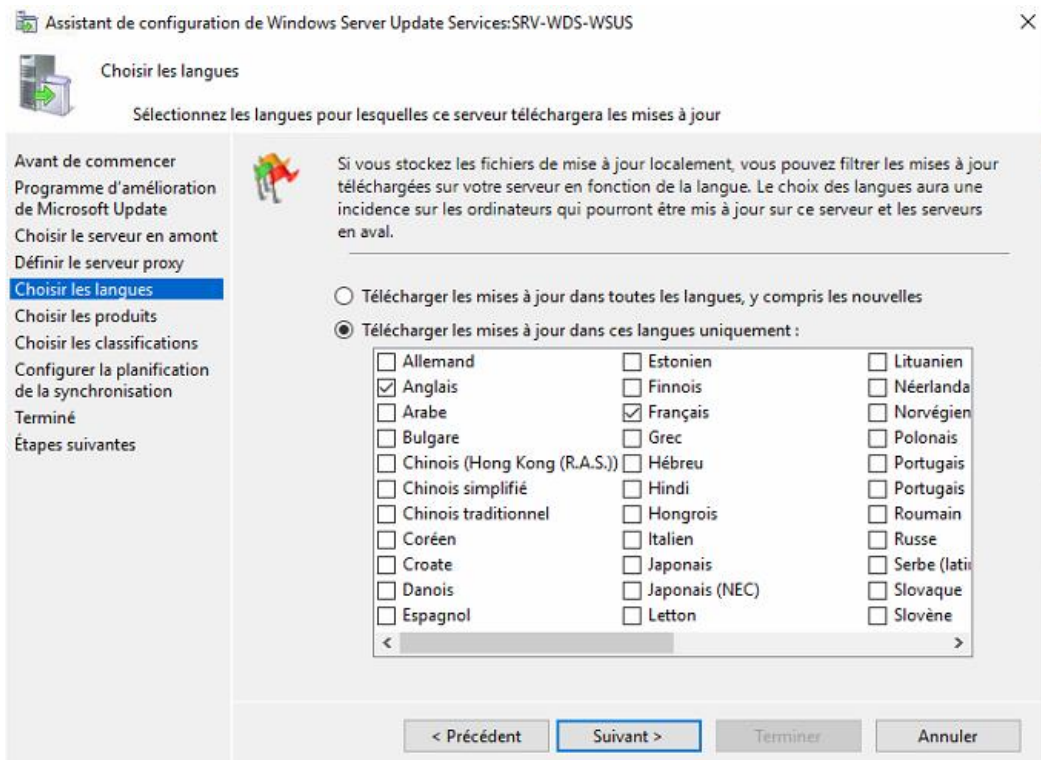 Assistant de configuration de Windows Server Update Services:SRV-WDS-WSUS
Choisir les langues
Sélectionnez les langues pour lesquelles ce serveur téléchargera les mises à jour
Avant de commencer
Programme d'amélioration
de Microsoft Update
Choisir le serveur en amont
Définir le serveur proxy
Choisir les langues
Choisir les produits
Choisir les classifications
Configurer la planification
de la synchronisation
Terminé
Étapes suivantes
Si vous stockez les fichiers de mise à jour localement, vous pouvez filtrer les mises à jour
téléchargées sur votre serveur en fonction de la langue. Le choix des langues aura une
incidence sur les ordinateurs qui pourront être mis à jour sur ce serveur et les serveurs
en aval.
Télécharger les mises à jour dans toutes les langues, y compris les nouvelles
Télécharger les mises à jour dans ces langues uniquement :
Allemand
Anglais
Arabe
Bulgare
Chinois (Hong Kong (R.A.S.))
Chinois simplifié
Chinois traditionnel
Coréen
Croate
Danois
Espagnol
Estonien
Finnois
Français
Grec
Hébreu
Hindi
Hongrois
Italien
Japonais
Japonais (NEC)
Letton
Lituanien
Néerlanda
Norvégien
Polonais
Portugais
Portugais
Roumain
Russe
Serbe (lati
Slovaque
Slovène
< Précédent
Suivant >
Terminer
Annuler